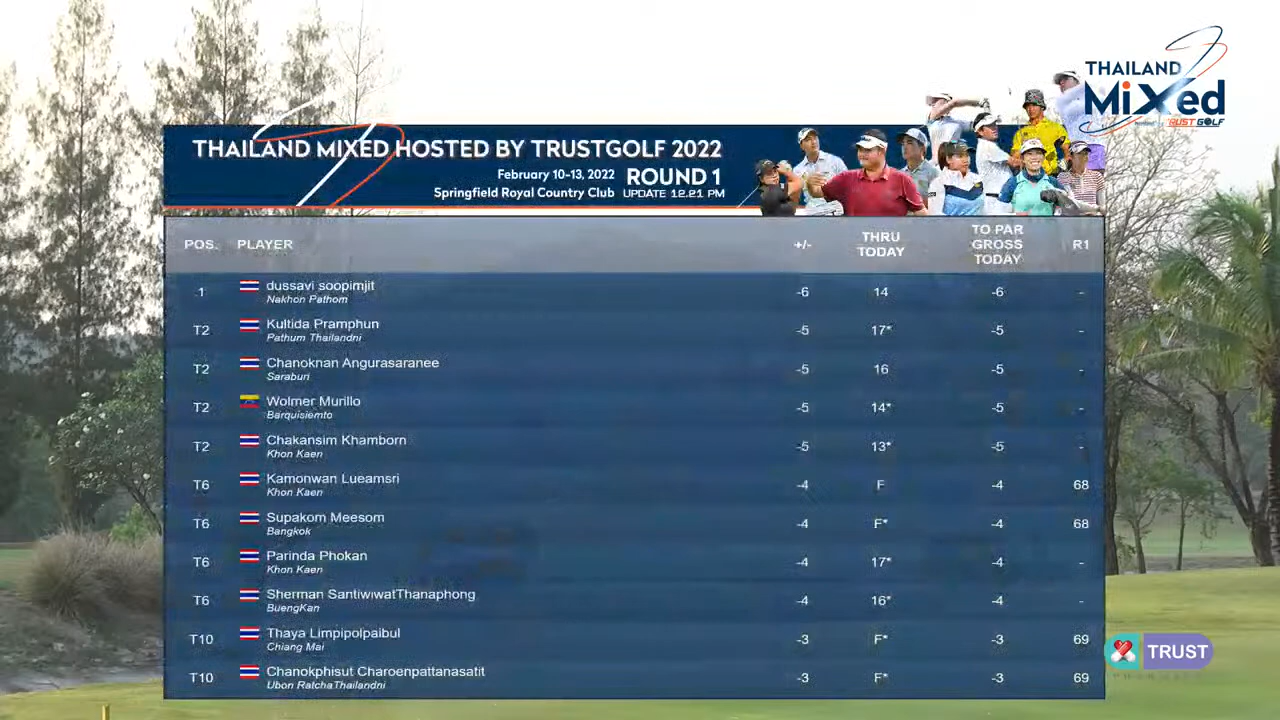 THAILAND
MiXed
TRUSTGOLF
THAILAND MIXED HOSTED BY TRUSTGOLF 2022
February 10-13, 2022 ROUND 1
Springfield Royal Country Club UPDATE 12.21 PM
POS. PLAYER +/- THRU TODAY TO PAR GROSS TODAY R1
1 dussavi soopimjit -6 14 -6 -
Nakhon Pathom
T2 Kultida Pramphun -5 17* -5 -
Pathum Thailandni
T2 Chanoknan Angurasaranee -5 16 -5 -
Saraburi
T2 Wolmer Murillo -5 14* -5 -
Barquisiemto
T2 Chakansim Khamborn -5 13* -5 -
Khon Kaen
T6 Kamonwan Lueamsri -4 F -4 68
Khon Kaen
T6 Supakorn Meesom -4 F* -4 68
Bangkok
T6 Parinda Phokan -4 17* -4 -
Khon Kaen
T6 Sherman SantiwiwatThanaphong -4 16* -4 -
BuengKan
T10 Thaya Limpipolpaibul -3 F* -3 69
Chiang Mai
T10 Chanokphisut Charoenpattanasatit -3 F* -3 69
Ubon RatchaThailandni
TRUST